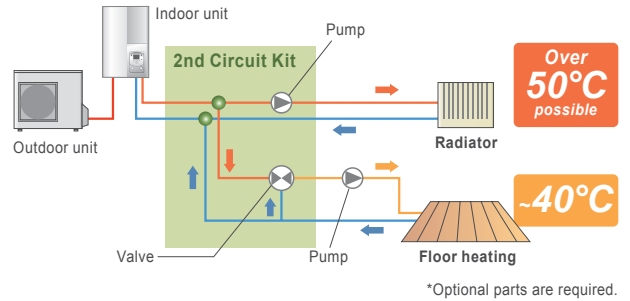 Indoor unit
Pump
2nd Circuit Kit
Over
50°C
possible
Outdoor unit
Radiator
~40°C
Valve
Pump
Floor heating
*Optional parts are required.